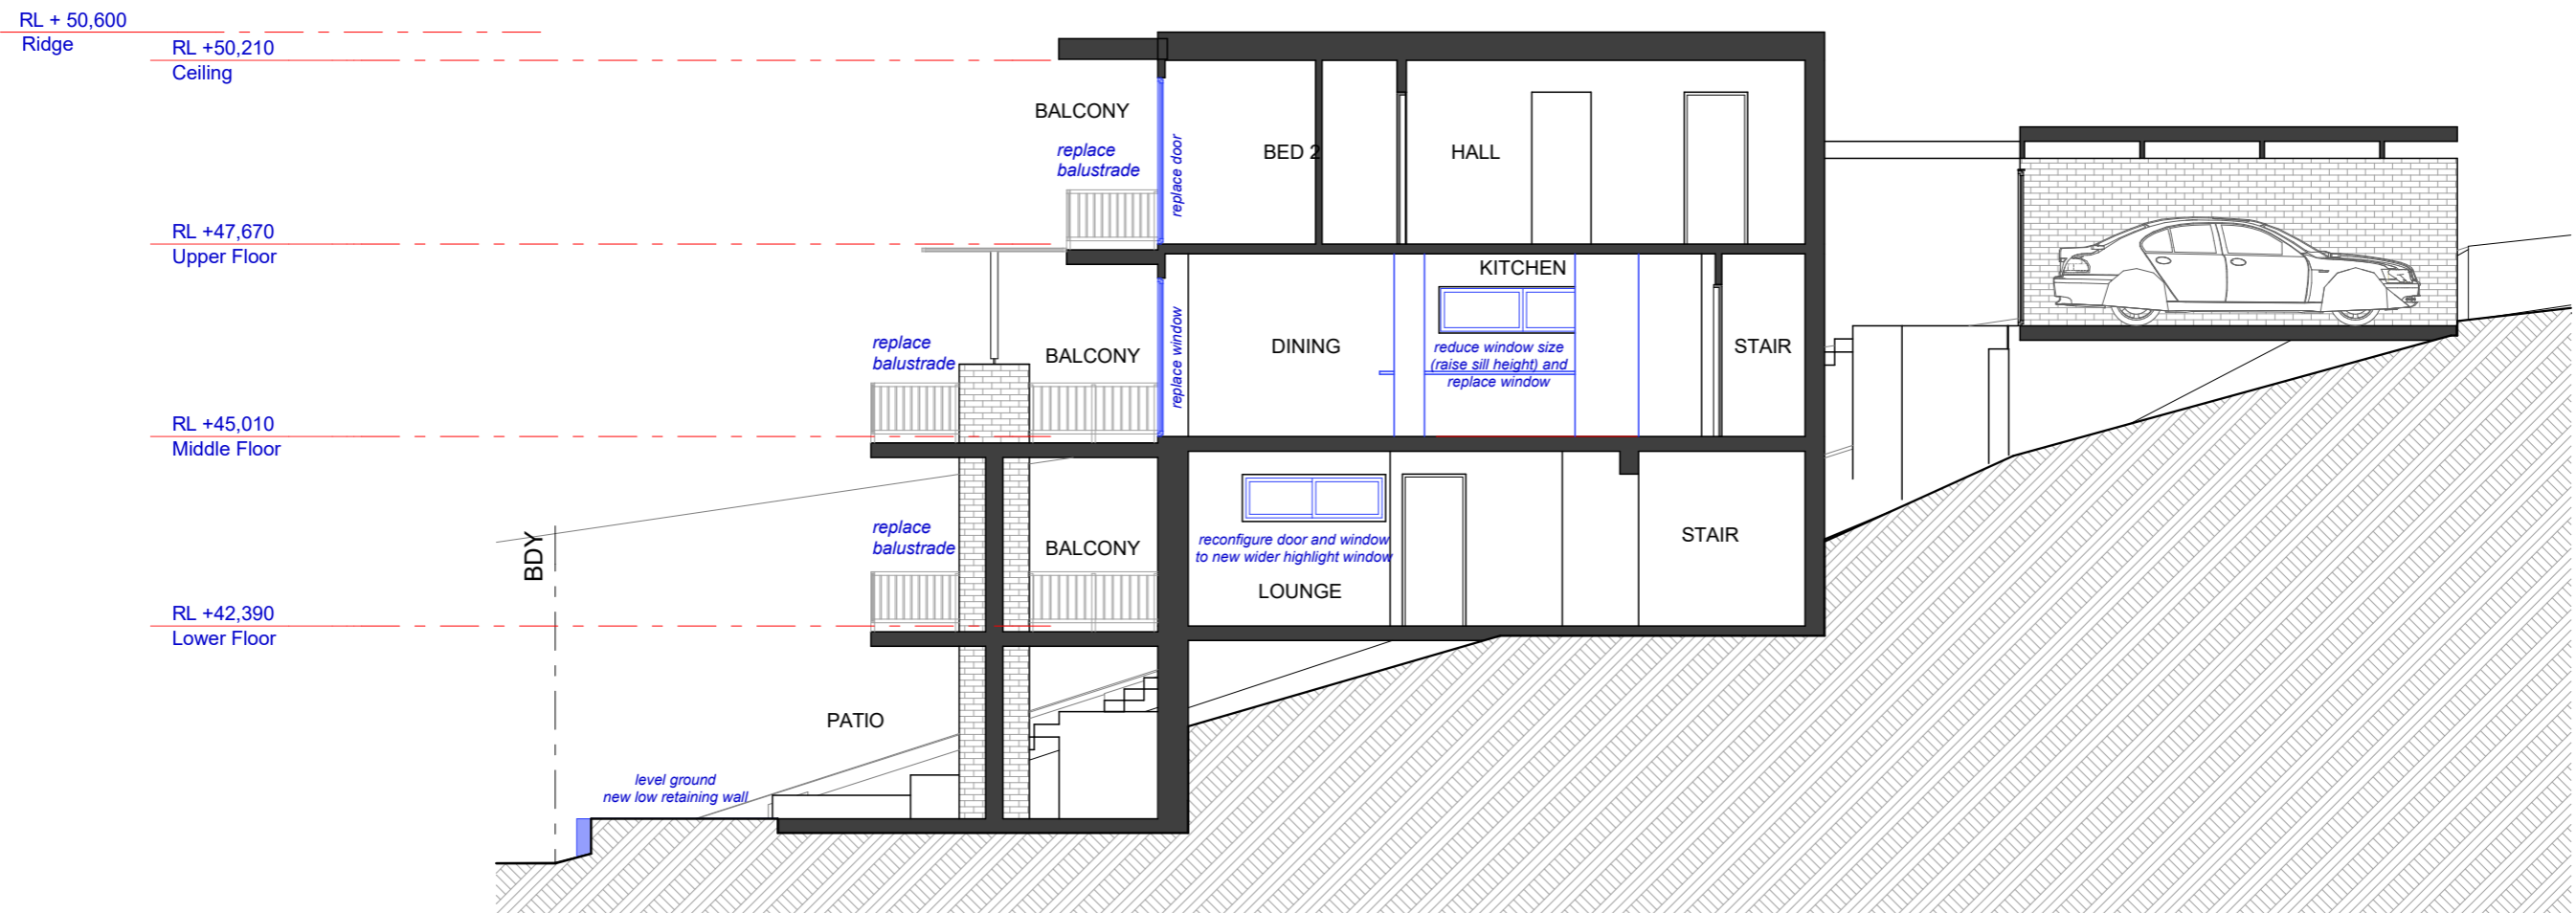 RL + 50,600
Ridge
RL +50,210
Ceiling
BALCONY
replace
balustrade
replace door
BED 2
HALL
RL +47,670
Upper Floor
KITCHEN
replace
balustrade
BALCONY
replace window
DINING
reduce window size
(raise sill height) and
replace window
STAIR
RL +45,010
Middle Floor
BDY
replace
balustrade
BALCONY
reconfigure door and window
to new wider highlight window
LOUNGE
STAIR
RL +42,390
Lower Floor
PATIO
level ground
new low retaining wall